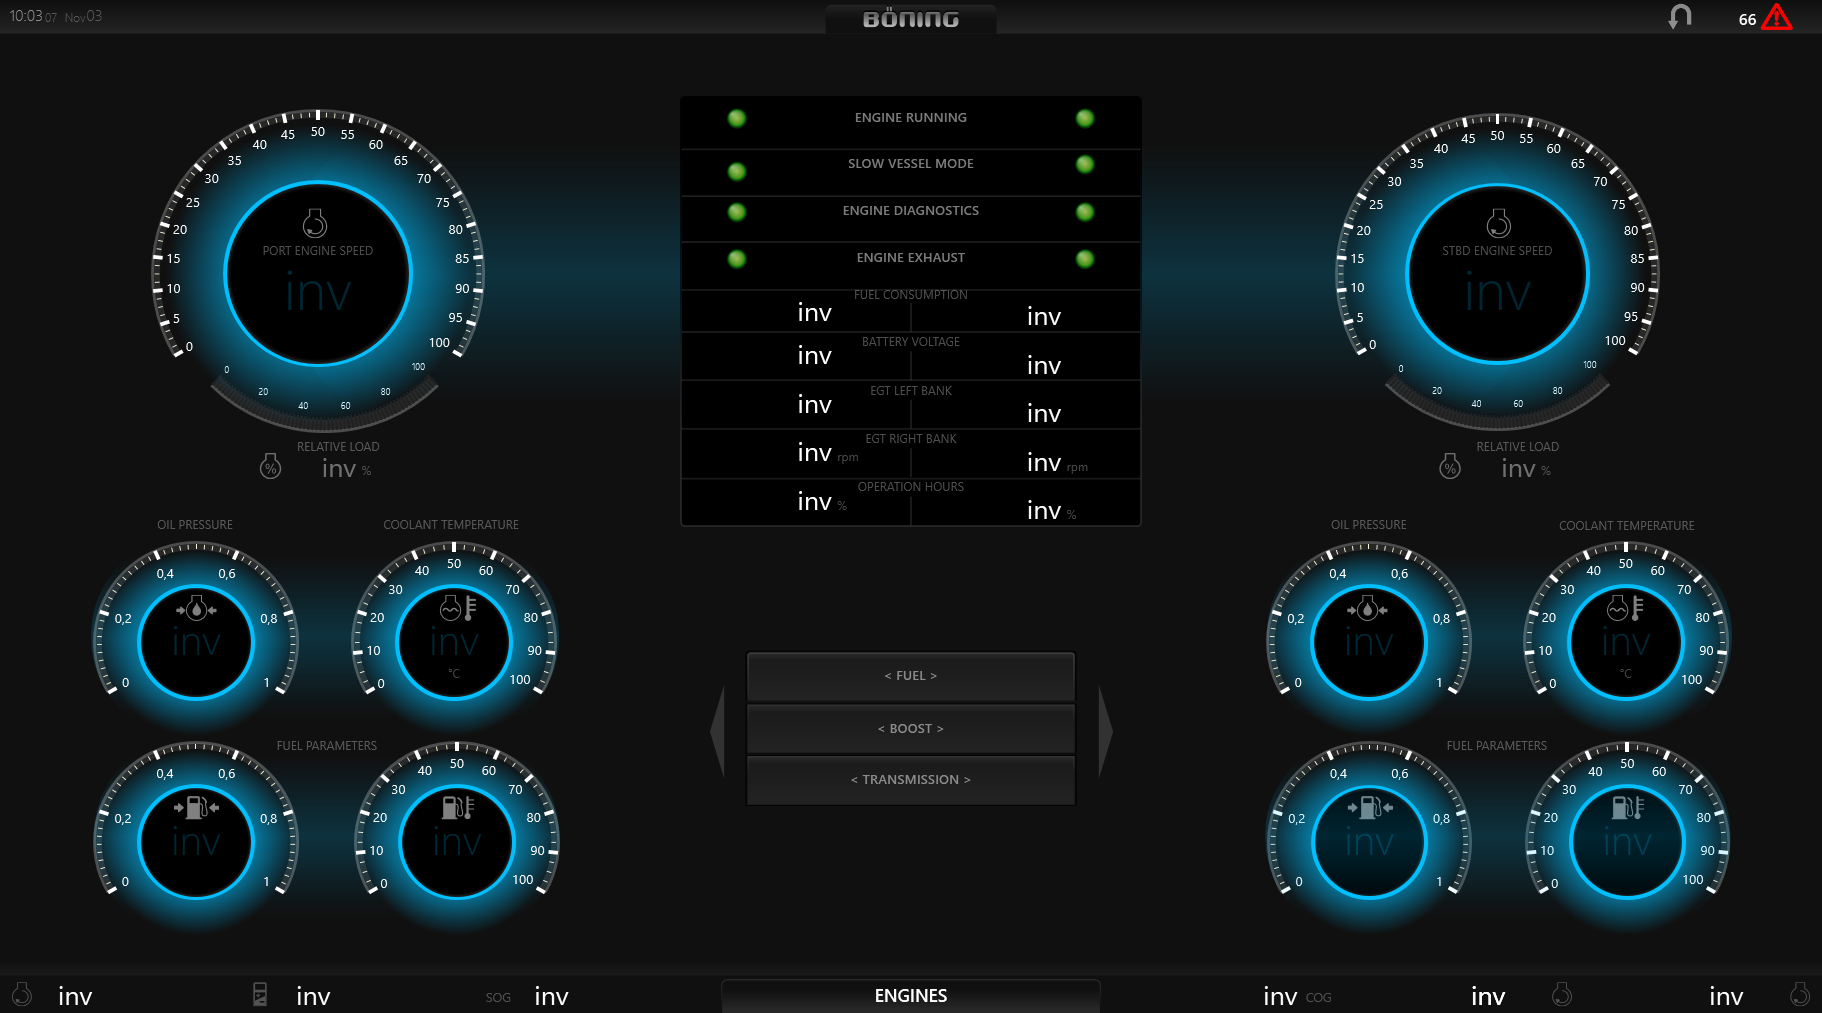 10:03 07 Nov 03
BÖNING
66
ENGINE RUNNING
SLOW VESSEL MODE
ENGINE DIAGNOSTICS
ENGINE EXHAUST
FUEL CONSUMPTION
inv inv
BATTERY VOLTAGE
inv inv
EGT LEFT BANK
inv inv
EGT RIGHT BANK
inv rpm inv rpm
OPERATION HOURS
inv % inv %
0 5 10 15 20 25 30 35 40 45 50 55 60 65 70 75 80 85 90 95 100
PORT ENGINE SPEED
inv
0 20 40 60 80 100
RELATIVE LOAD
% inv %
0 5 10 15 20 25 30 35 40 45 50 55 60 65 70 75 80 85 90 95 100
STBD ENGINE SPEED
inv
0 20 40 60 80 100
RELATIVE LOAD
% inv %
OIL PRESSURE
0 0,2 0,4 0,6 0,8 1
inv
COOLANT TEMPERATURE
0 10 20 30 40 50 60 70 80 90 100
inv
°C
FUEL PARAMETERS
0 0,2 0,4 0,6 0,8 1
inv
0 10 20 30 40 50 60 70 80 90 100
inv
< FUEL >
< BOOST >
< TRANSMISSION >
OIL PRESSURE
0 0,2 0,4 0,6 0,8 1
inv
COOLANT TEMPERATURE
0 10 20 30 40 50 60 70 80 90 100
inv
°C
FUEL PARAMETERS
0 0,2 0,4 0,6 0,8 1
inv
0 10 20 30 40 50 60 70 80 90 100
inv
inv inv SOG inv ENGINES inv COG inv inv